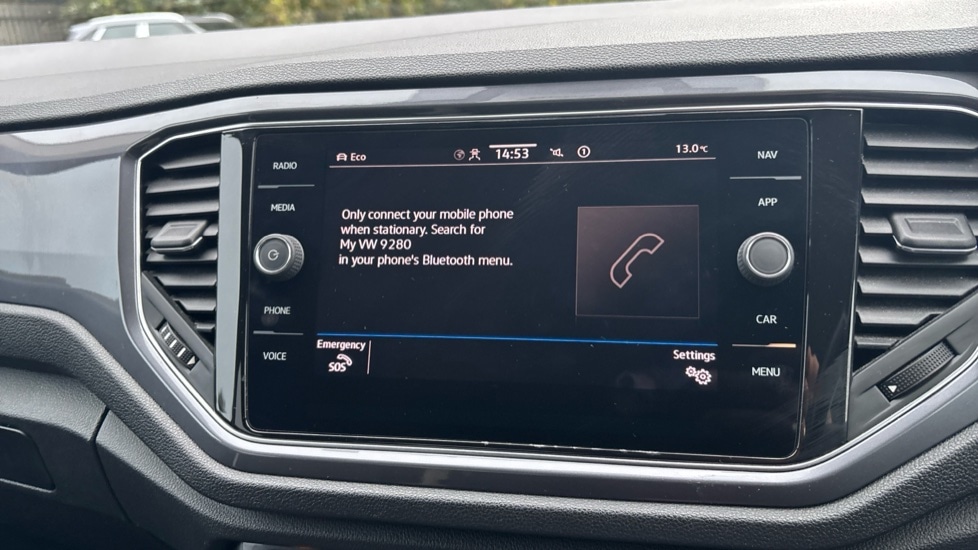 RADIO
MEDIA
PHONE
VOICE
Eco
14:53
1
13.0°C
Only connect your mobile phone
when stationary. Search for
My VW 9280
in your phone's Bluetooth menu.
Emergency
SOS
Settings
NAV
APP
CAR
MENU